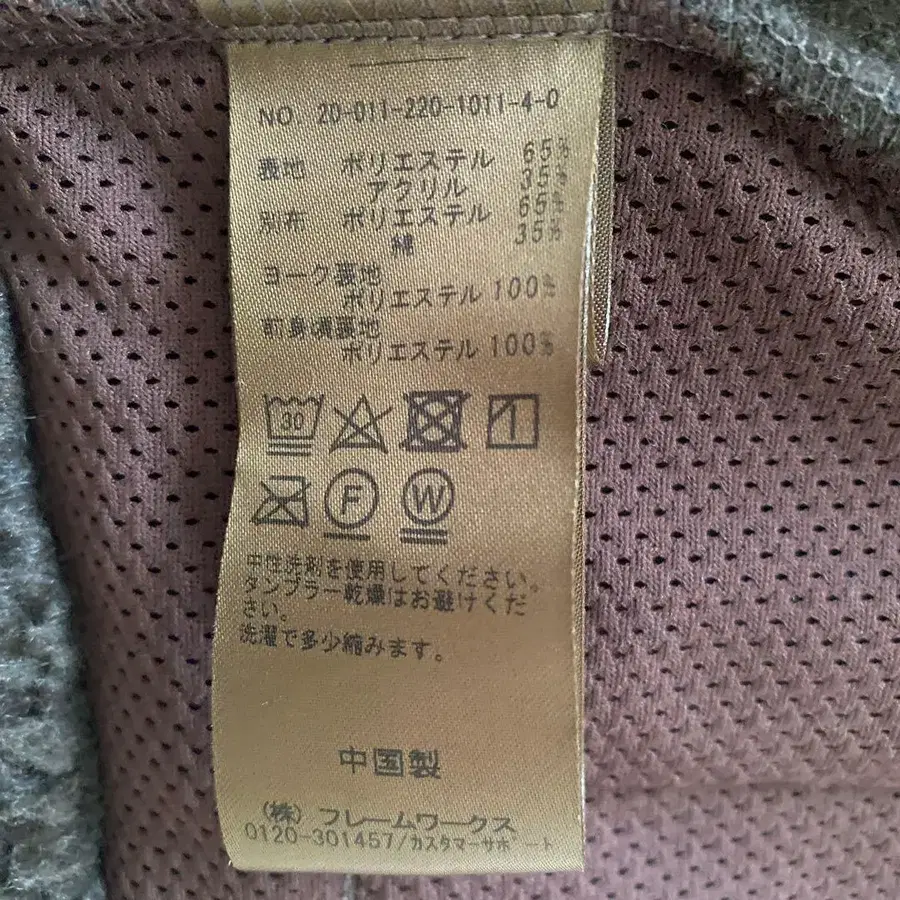 NO. 20-011-220-1011-4-0
表地 ポリエステル 65%
アクリル 35%
別布 ポリエステル 65%
綿 35%
ヨーク裏地
ポリエステル 100%
前身頃裏地
ポリエステル 100%
30
F W
中性洗剤を使用してください。
タンブラー乾燥はお避けくだ
さい。
洗濯で多少縮みます。
中国製
(株) フレームワークス
0120-301457/カスタマーサポート